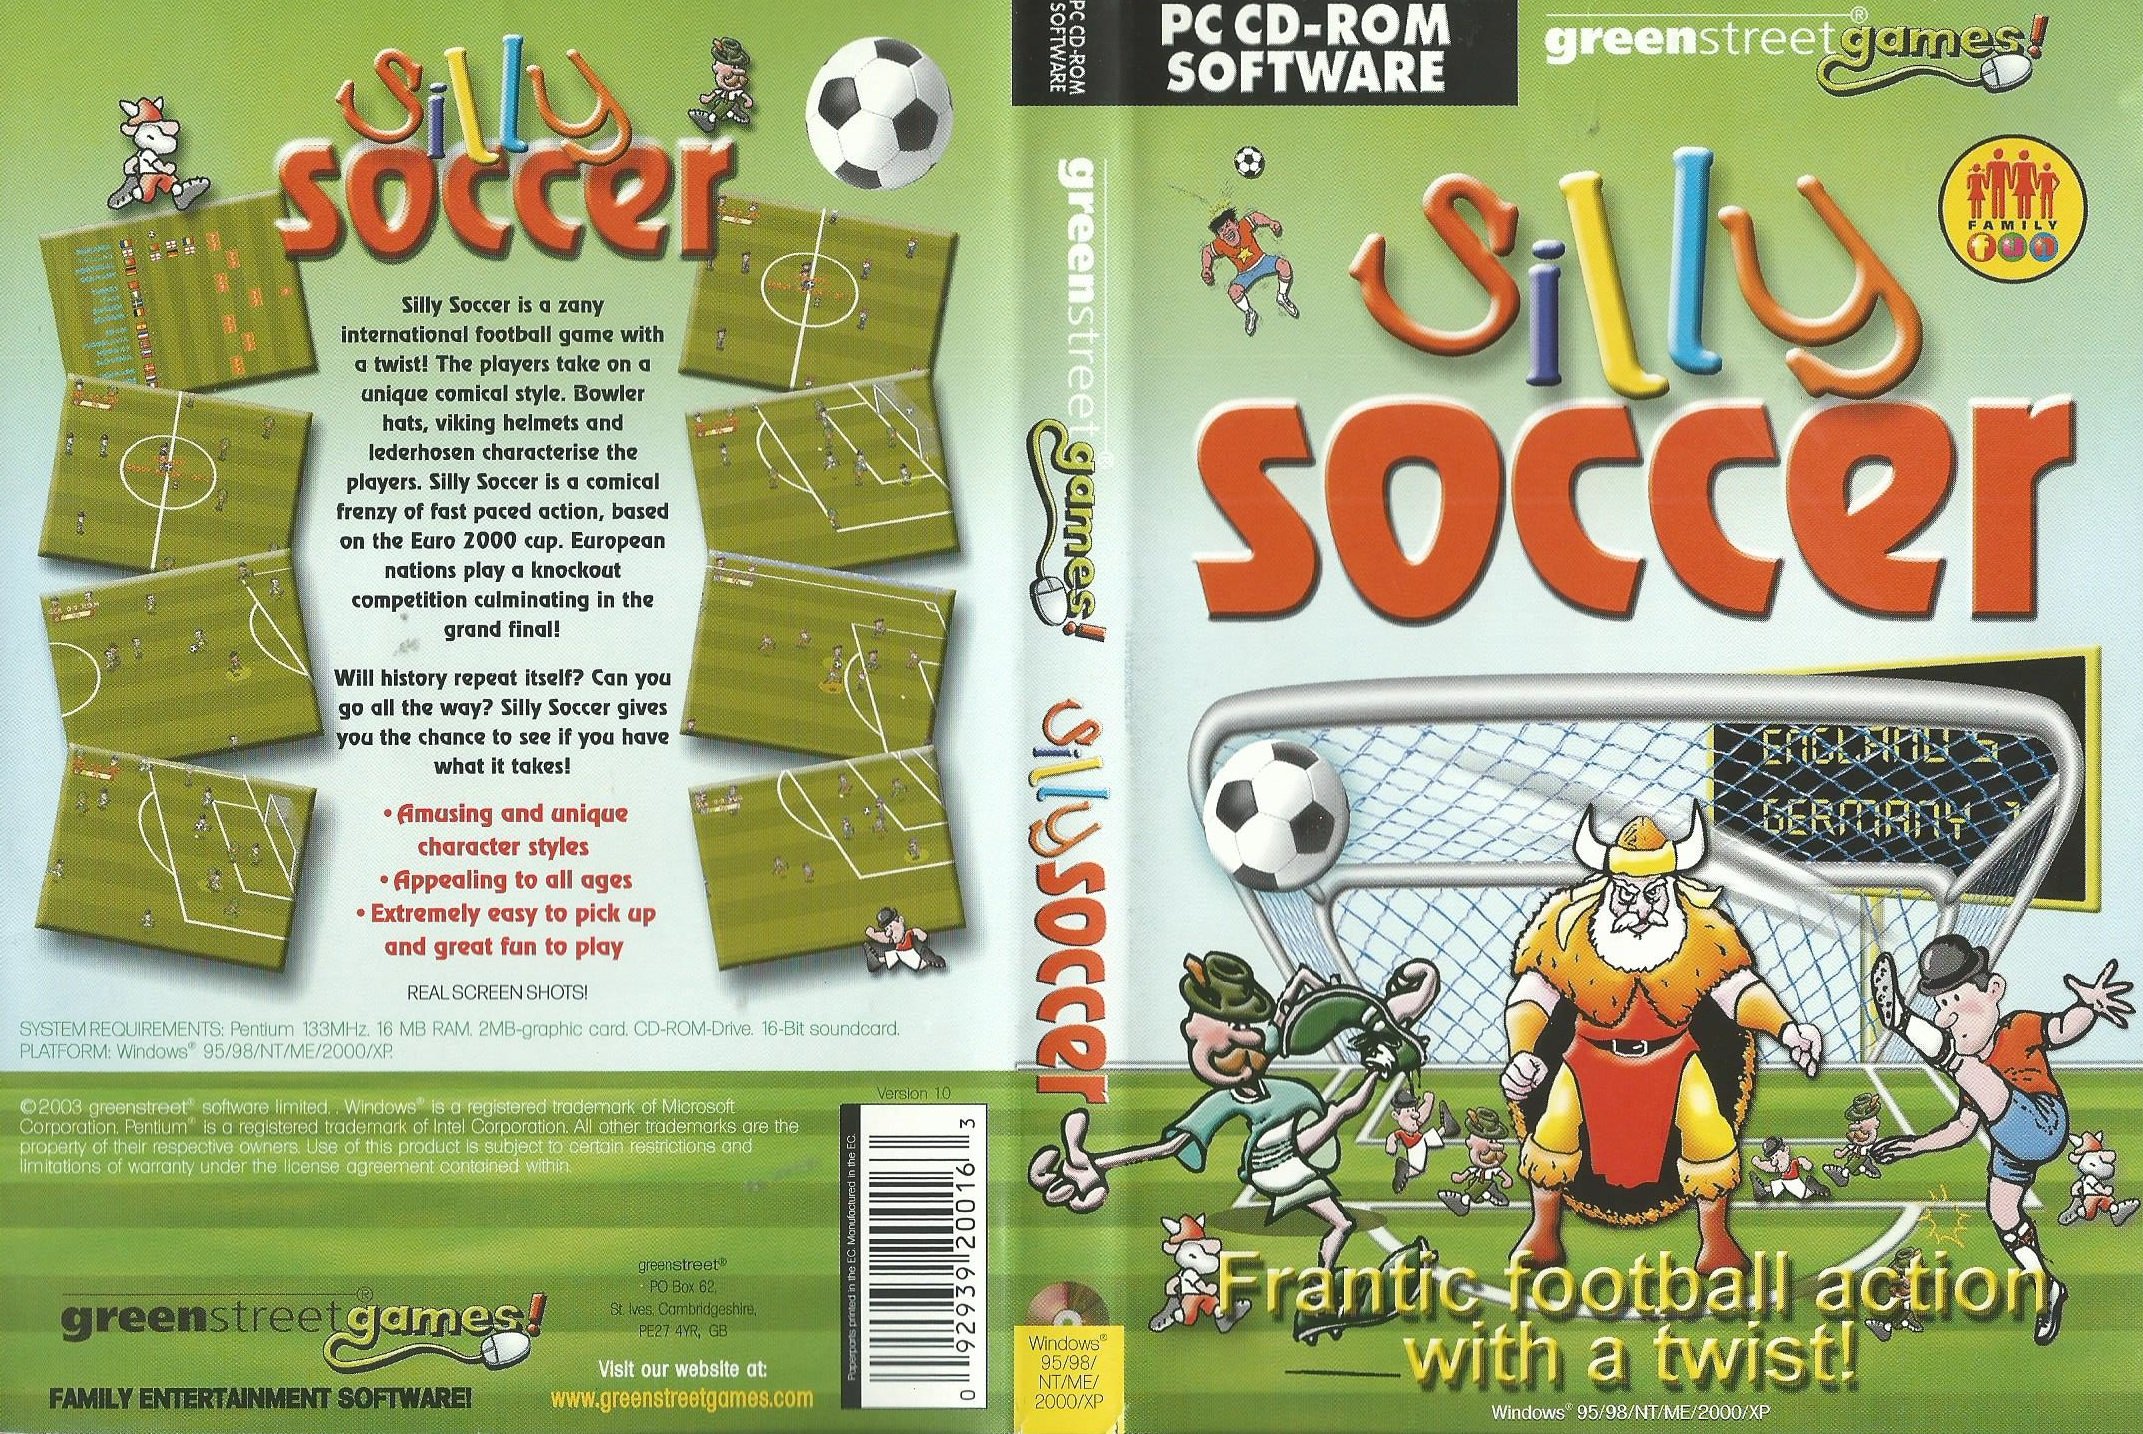 silly
soccer
Silly Soccer is a zany
international football game with
a twist! The players take on a
unique comical style. Bowler
hats, viking helmets and
lederhosen characterise the
players. Silly Soccer is a comical
frenzy of fast paced action, based
on the Euro 2000 cup. European
nations play a knockout
competition culminating in the
grand final!
Will history repeat itself? Can you
go all the way? Silly Soccer gives
you the chance to see if you have
what it takes!
• Amusing and unique
character styles
• Appealing to all ages
• Extremely easy to pick up
and great fun to play
REAL SCREEN SHOTS!
SYSTEM REQUIREMENTS: Pentium 133MHz. 16 MB RAM. 2MB-graphic card. CD-ROM-Drive. 16-Bit soundcard.
PLATFORM: Windows® 95/98/NT/ME/2000/XP.
©2003 greenstreet® software limited. . Windows® is a registered trademark of Microsoft
Corporation. Pentium® is a registered trademark of Intel Corporation. All other trademarks are the
property of their respective owners. Use of this product is subject to certain restrictions and
limitations of warranty under the license agreement contained within.
Version 1.0
Paperparts printed in the EC. Manufactured in the EC.
0 92939 20016 3
greenstreet® games!
FAMILY ENTERTAINMENT SOFTWARE!
greenstreet®
PO Box 62,
St. Ives, Cambridgeshire,
PE27 4YR, GB
Visit our website at:
www.greenstreetgames.com
PC CD-ROM
SOFTWARE
greenstreet® games!
silly soccer
Windows®
95/98/
NT/ME/
2000/XP
PC CD-ROM
SOFTWARE
greenstreet® games!
FAMILY
fun
silly
soccer
ENGLAND 5
GERMANY 1
Frantic football action
with a twist!
Windows® 95/98/NT/ME/2000/XP